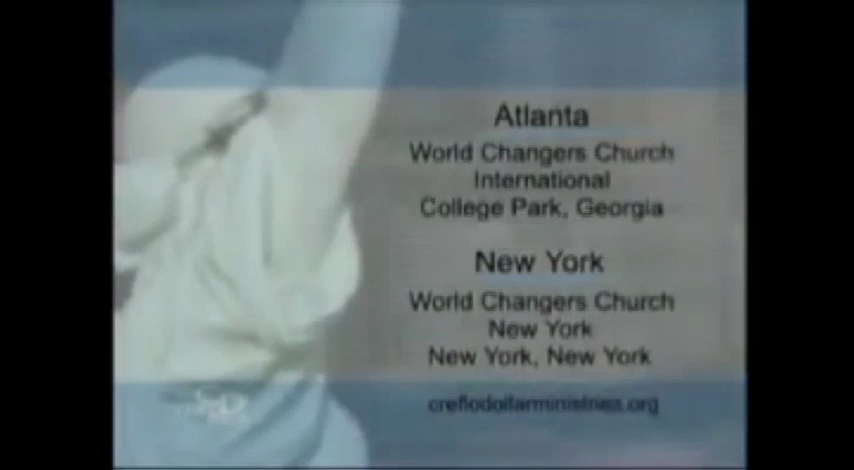 Atlanta
World Changers Church
International
College Park, Georgia
New York
World Changers Church
New York
New York, New York
creflodollarministries.org